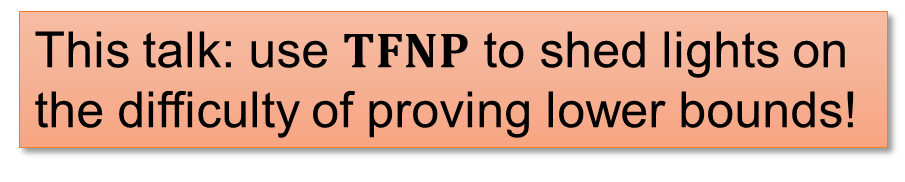 This talk: use TFNP to shed lights on
the difficulty of proving lower bounds!